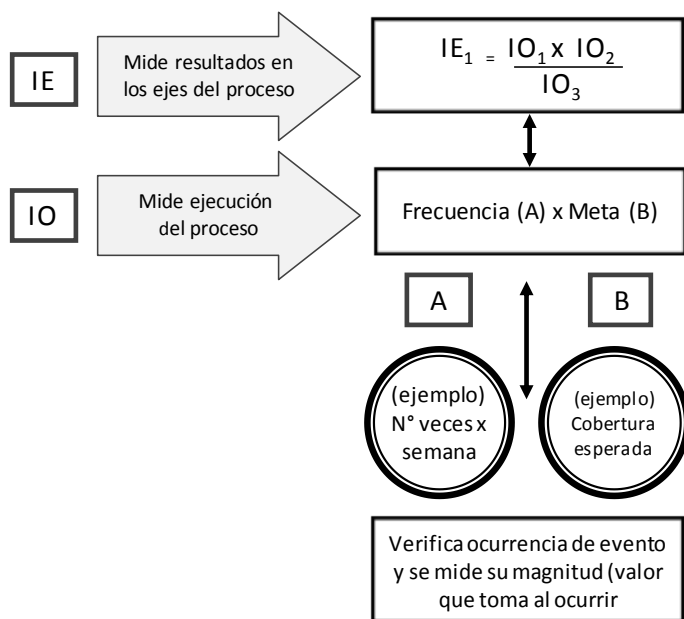 IE
Mide resultados en
los ejes del proceso
IE1 = IO1 x IO2
IO3
IO
Mide ejecución
del proceso
Frecuencia (A) x Meta (B)
A
B
(ejemplo)
N° veces x
semana
(ejemplo)
Cobertura
esperada
Verifica ocurrencia de evento
y se mide su magnitud (valor
que toma al ocurrir